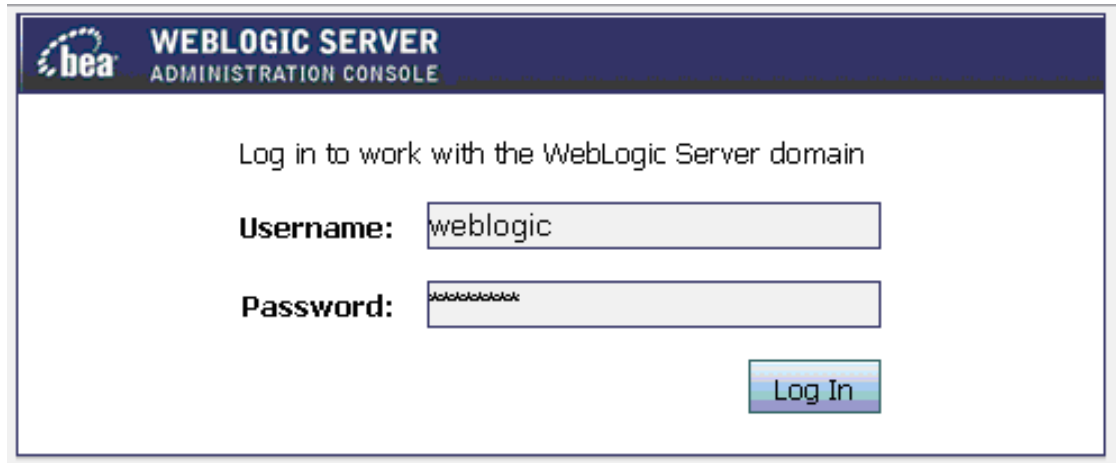 bea WEBLOGIC SERVER
ADMINISTRATION CONSOLE
Log in to work with the WebLogic Server domain
Username: weblogic
Password: *********
Log In